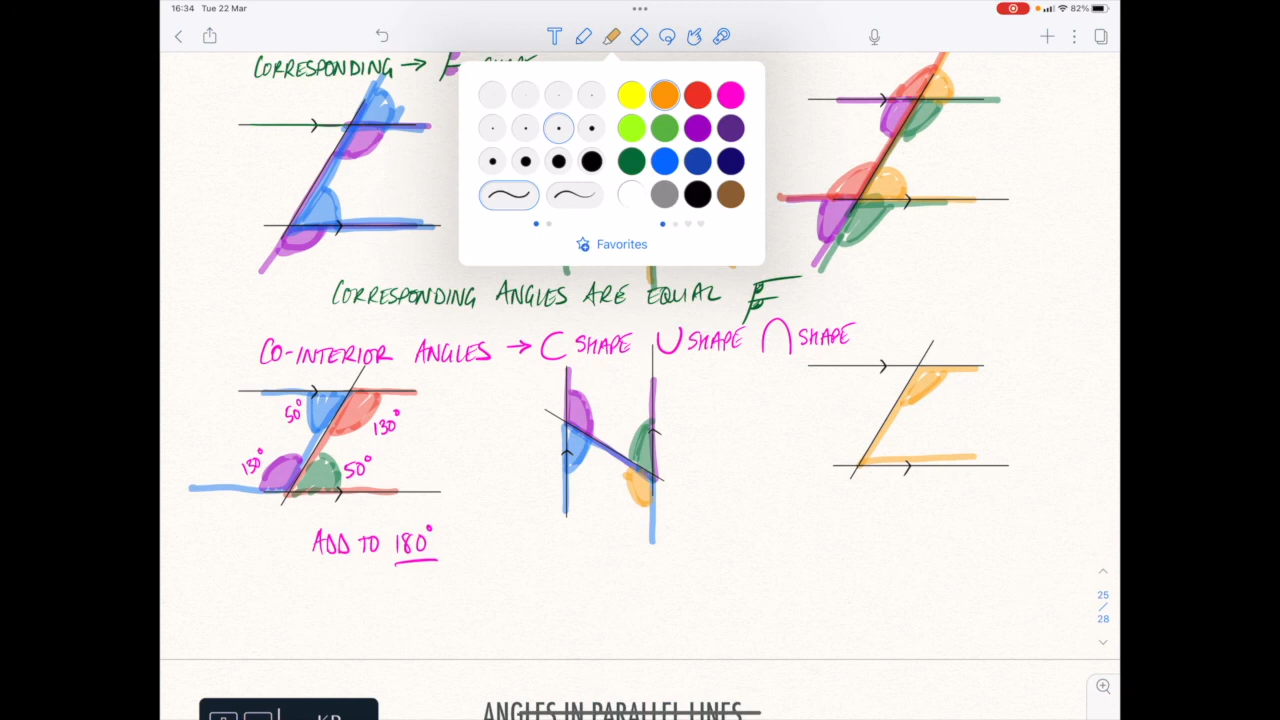 16:34 Tue 22 Mar
82%
CORRESPONDING →
Favorites
CORRESPONDING ANGLES ARE EQUAL F
CO-INTERIOR ANGLES → C SHAPE U SHAPE ∩ SHAPE
50°
130°
130°
50°
ADD TO 180°
25
/
28
ANGLES IN PARALLEL LINES